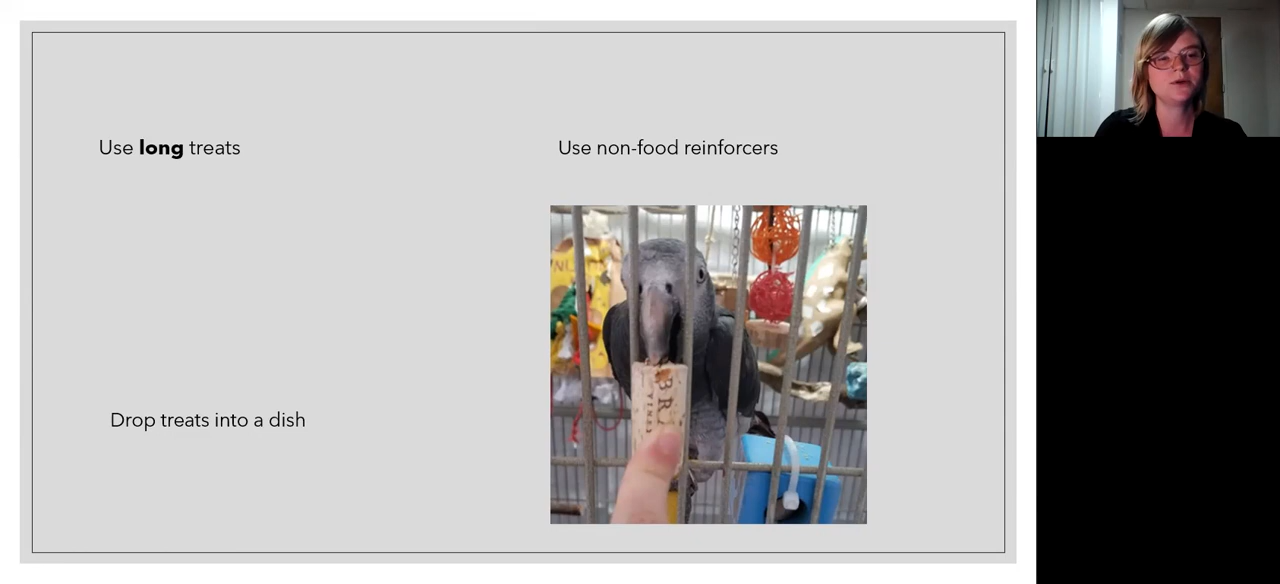 Use long treats
Use non-food reinforcers
Drop treats into a dish